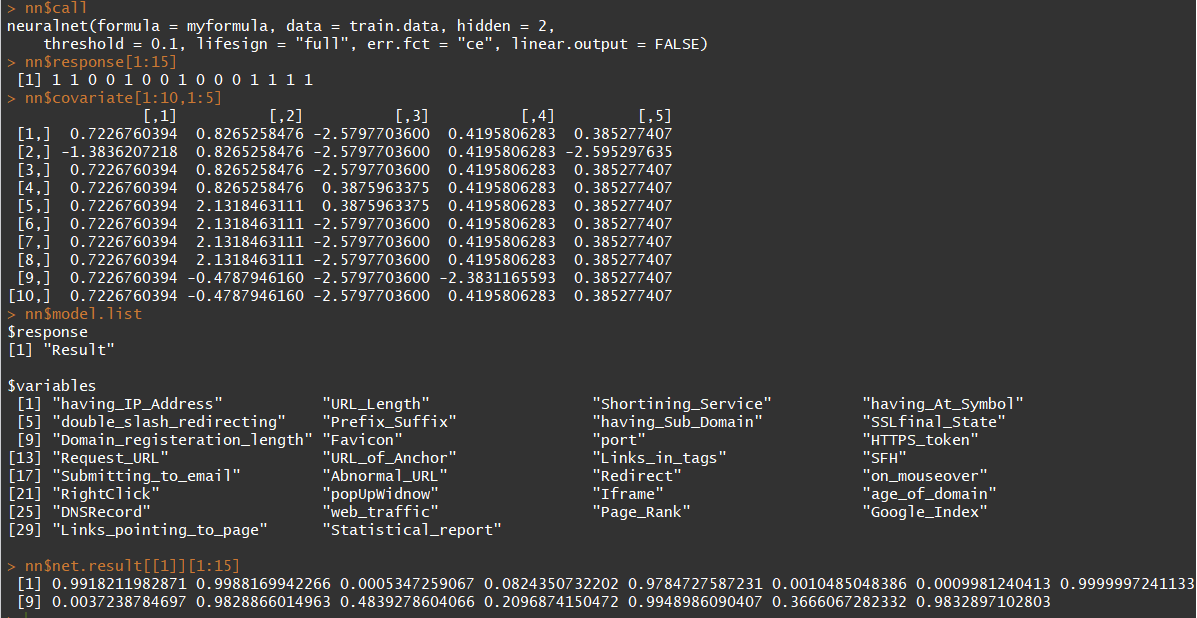 > nn$call
neuralnet(formula = myformula, data = train.data, hidden = 2,
    threshold = 0.1, lifesign = "full", err.fct = "ce", linear.output = FALSE)
> nn$response[1:15]
 [1] 1 1 0 0 1 0 0 1 0 0 0 1 1 1 1
> nn$covariate[1:10,1:5]
              [,1]          [,2]          [,3]          [,4]         [,5]
 [1,]  0.7226760394  0.8265258476 -2.5797703600  0.4195806283  0.385277407
 [2,] -1.3836207218  0.8265258476 -2.5797703600  0.4195806283 -2.595297635
 [3,]  0.7226760394  0.8265258476 -2.5797703600  0.4195806283  0.385277407
 [4,]  0.7226760394  0.8265258476  0.3875963375  0.4195806283  0.385277407
 [5,]  0.7226760394  2.1318463111  0.3875963375  0.4195806283  0.385277407
 [6,]  0.7226760394  2.1318463111 -2.5797703600  0.4195806283  0.385277407
 [7,]  0.7226760394  2.1318463111 -2.5797703600  0.4195806283  0.385277407
 [8,]  0.7226760394  2.1318463111 -2.5797703600  0.4195806283  0.385277407
 [9,]  0.7226760394 -0.4787946160 -2.5797703600 -2.3831165593  0.385277407
[10,]  0.7226760394 -0.4787946160 -2.5797703600  0.4195806283  0.385277407
> nn$model.list
$response
[1] "Result"
$variables
 [1] "having_IP_Address"          "URL_Length"                 "Shortining_Service"         "having_At_Symbol"
 [5] "double_slash_redirecting"   "Prefix_Suffix"              "having_Sub_Domain"          "SSLfinal_State"
 [9] "Domain_registeration_length" "Favicon"                    "port"                       "HTTPS_token"
[13] "Request_URL"                "URL_of_Anchor"              "Links_in_tags"              "SFH"
[17] "Submitting_to_email"        "Abnormal_URL"               "Redirect"                   "on_mouseover"
[21] "RightClick"                 "popUpWidnow"                "Iframe"                     "age_of_domain"
[25] "DNSRecord"                  "web_traffic"                "Page_Rank"                  "Google_Index"
[29] "Links_pointing_to_page"     "Statistical_report"
> nn$net.result[[1]][1:15]
 [1] 0.9918211982871 0.9988169942266 0.0005347259067 0.0824350732202 0.9784727587231 0.0010485048386 0.0009981240413 0.9999997241133
 [9] 0.0037238784697 0.9828866014963 0.4839278604066 0.2096874150472 0.9948986090407 0.3666067282332 0.9832897102803